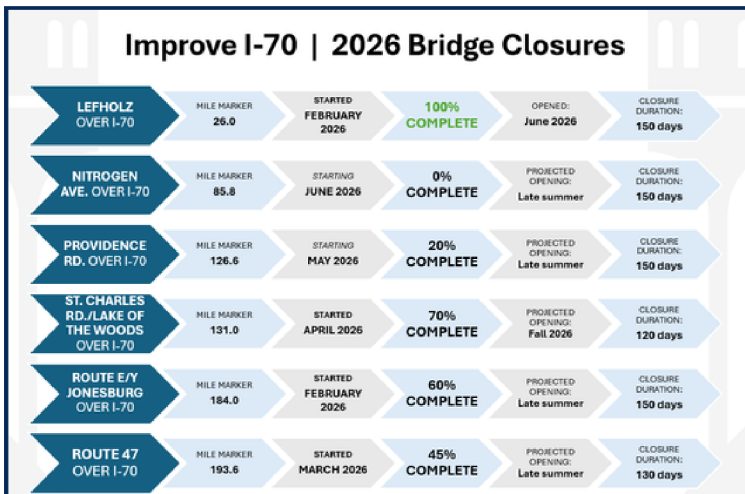 Improve I-70 | 2026 Bridge Closures
LEFHOLZ
OVER I-70
MILE MARKER
26.0
STARTED
FEBRUARY
2026
100%
COMPLETE
OPENED:
June 2026
CLOSURE
DURATION:
150 days
NITROGEN
AVE. OVER I-70
MILE MARKER
85.8
STARTING
JUNE 2026
0%
COMPLETE
PROJECTED
OPENING:
Late summer
CLOSURE
DURATION:
150 days
PROVIDENCE
RD. OVER I-70
MILE MARKER
126.6
STARTING
MAY 2026
20%
COMPLETE
PROJECTED
OPENING:
Late summer
CLOSURE
DURATION:
150 days
ST. CHARLES
RD./LAKE OF
THE WOODS
OVER I-70
MILE MARKER
131.0
STARTED
APRIL 2026
70%
COMPLETE
PROJECTED
OPENING:
Fall 2026
CLOSURE
DURATION:
120 days
ROUTE E/Y
JONESBURG
OVER I-70
MILE MARKER
184.0
STARTED
FEBRUARY
2026
60%
COMPLETE
PROJECTED
OPENING:
Late summer
CLOSURE
DURATION:
150 days
ROUTE 47
OVER I-70
MILE MARKER
193.6
STARTED
MARCH 2026
45%
COMPLETE
PROJECTED
OPENING:
Late summer
CLOSURE
DURATION:
130 days